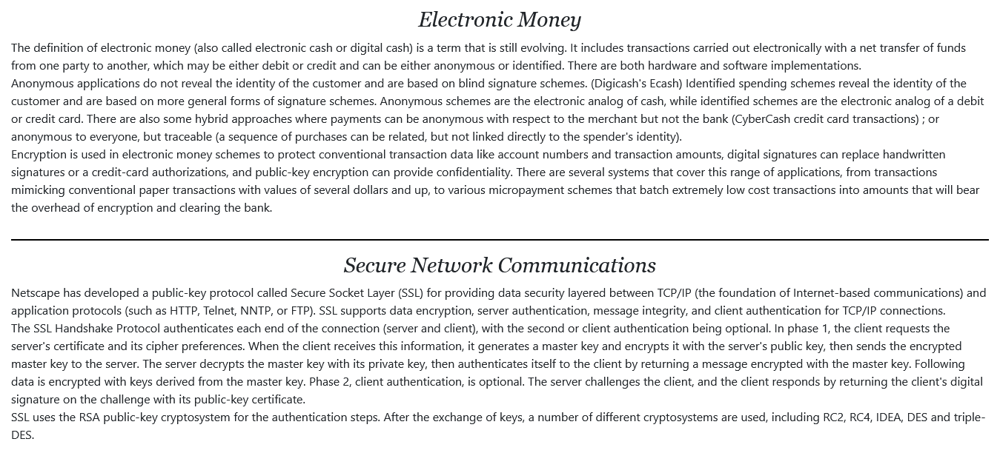 Electronic Money
The definition of electronic money (also called electronic cash or digital cash) is a term that is still evolving. It includes transactions carried out electronically with a net transfer of funds
from one party to another, which may be either debit or credit and can be either anonymous or identified. There are both hardware and software implementations.
Anonymous applications do not reveal the identity of the customer and are based on blind signature schemes. (Digicash's Ecash) Identified spending schemes reveal the identity of the
customer and are based on more general forms of signature schemes. Anonymous schemes are the electronic analog of cash, while identified schemes are the electronic analog of a debit
or credit card. There are also some hybrid approaches where payments can be anonymous with respect to the merchant but not the bank (CyberCash credit card transactions) ; or
anonymous to everyone, but traceable (a sequence of purchases can be related, but not linked directly to the spender's identity).
Encryption is used in electronic money schemes to protect conventional transaction data like account numbers and transaction amounts, digital signatures can replace handwritten
signatures or a credit-card authorizations, and public-key encryption can provide confidentiality. There are several systems that cover this range of applications, from transactions
mimicking conventional paper transactions with values of several dollars and up, to various micropayment schemes that batch extremely low cost transactions into amounts that will bear
the overhead of encryption and clearing the bank.
Secure Network Communications
Netscape has developed a public-key protocol called Secure Socket Layer (SSL) for providing data security layered between TCP/IP (the foundation of Internet-based communications) and
application protocols (such as HTTP, Telnet, NNTP, or FTP). SSL supports data encryption, server authentication, message integrity, and client authentication for TCP/IP connections.
The SSL Handshake Protocol authenticates each end of the connection (server and client), with the second or client authentication being optional. In phase 1, the client requests the
server's certificate and its cipher preferences. When the client receives this information, it generates a master key and encrypts it with the server's public key, then sends the encrypted
master key to the server. The server decrypts the master key with its private key, then authenticates itself to the client by returning a message encrypted with the master key. Following
data is encrypted with keys derived from the master key. Phase 2, client authentication, is optional. The server challenges the client, and the client responds by returning the client's digital
signature on the challenge with its public-key certificate.
SSL uses the RSA public-key cryptosystem for the authentication steps. After the exchange of keys, a number of different cryptosystems are used, including RC2, RC4, IDEA, DES and triple-
DES.